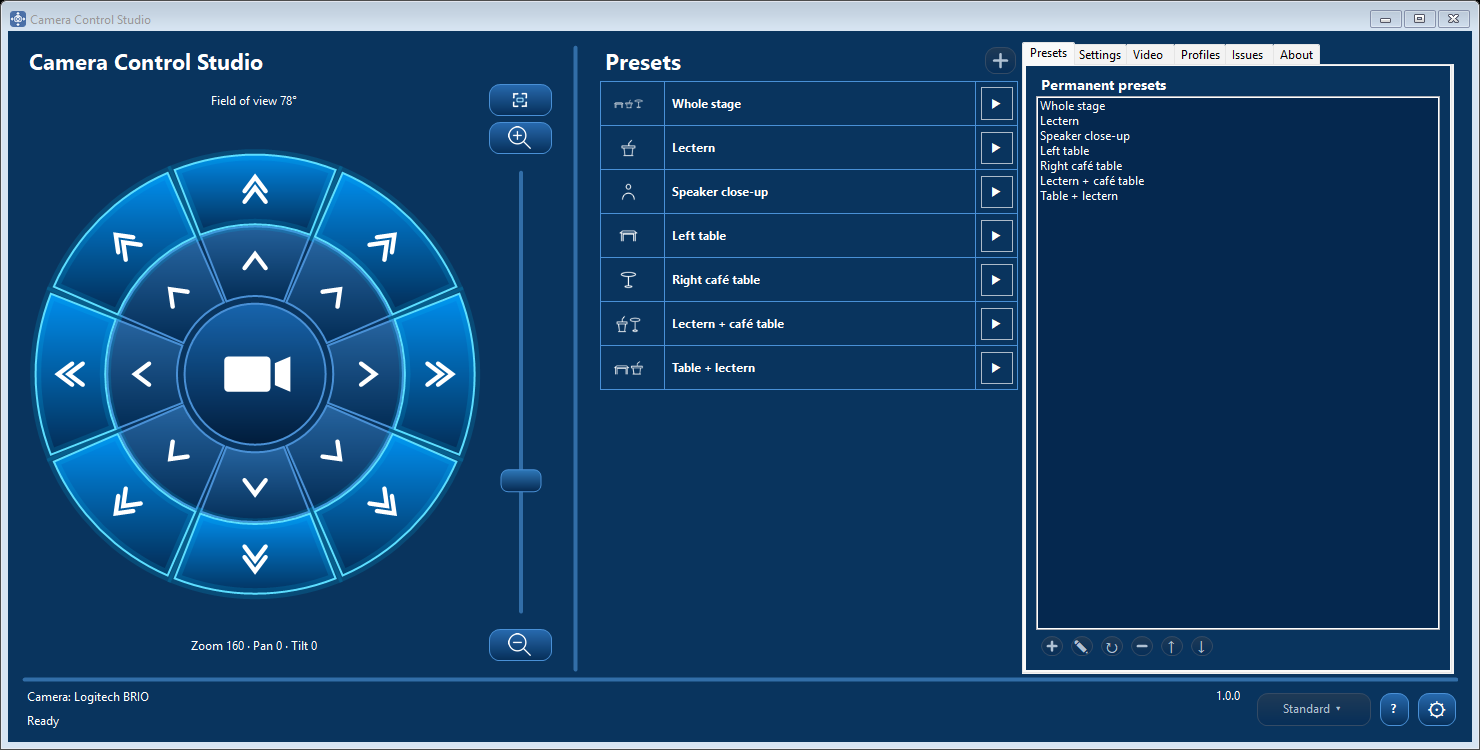 Camera Control Studio
Camera Control Studio
Field of view 78°
Zoom 160 · Pan 0 · Tilt 0
Presets
Whole stage
Lectern
Speaker close-up
Left table
Right café table
Lectern + café table
Table + lectern
Presets Settings Video Profiles Issues About
Permanent presets
Whole stage
Lectern
Speaker close-up
Left table
Right café table
Lectern + café table
Table + lectern
Camera: Logitech BRIO
Ready
1.0.0
Standard
?